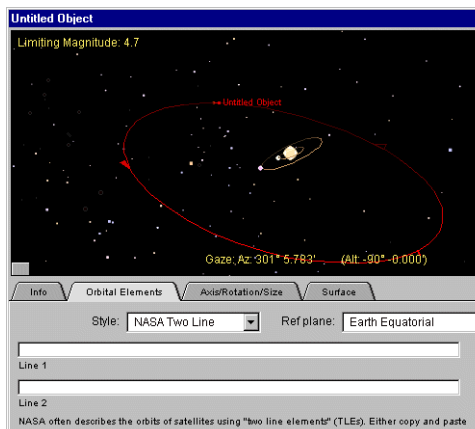 Untitled Object
Limiting Magnitude: 4.7
Untitled Object
Gaze: Az: 301° 5.783' (Alt: -90° -0.000')
Info Orbital Elements Axis/Rotation/Size Surface
Style: NASA Two Line Ref plane: Earth Equatorial
Line 1
Line 2
NASA often describes the orbits of satellites using "two line elements" (TLEs). Either copy and paste